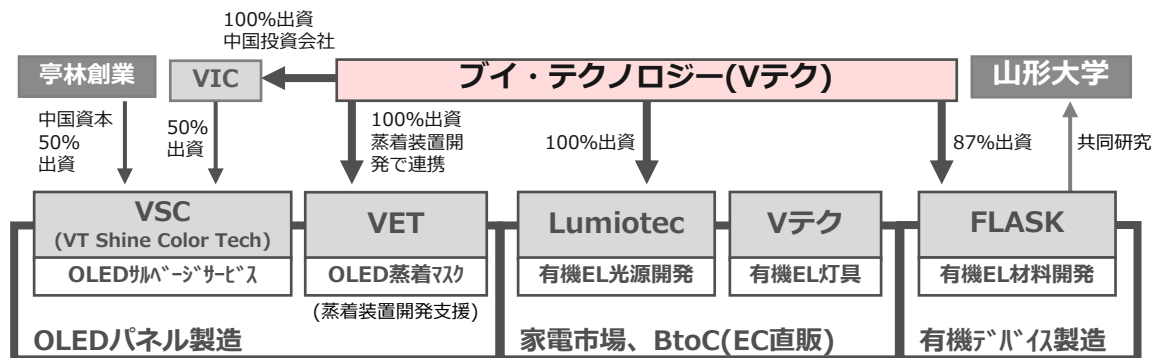 100%出資
中国投資会社
亭林創業
VIC
ブイ・テクノロジー(Vテク)
山形大学
中国資本
50%
出資
50%
出資
100%出資
蒸着装置開
発で連携
100%出資
87%出資
共同研究
VSC
(VT Shine Color Tech)
OLEDｻﾙﾍﾞｰｼﾞｻｰﾋﾞｽ
VET
OLED蒸着ﾏｽｸ
(蒸着装置開発支援)
Lumiotec
有機EL光源開発
Vテク
有機EL灯具
FLASK
有機EL材料開発
OLEDパネル製造
家電市場、BtoC(EC直販)
有機ﾃﾞﾊﾞｲｽ製造